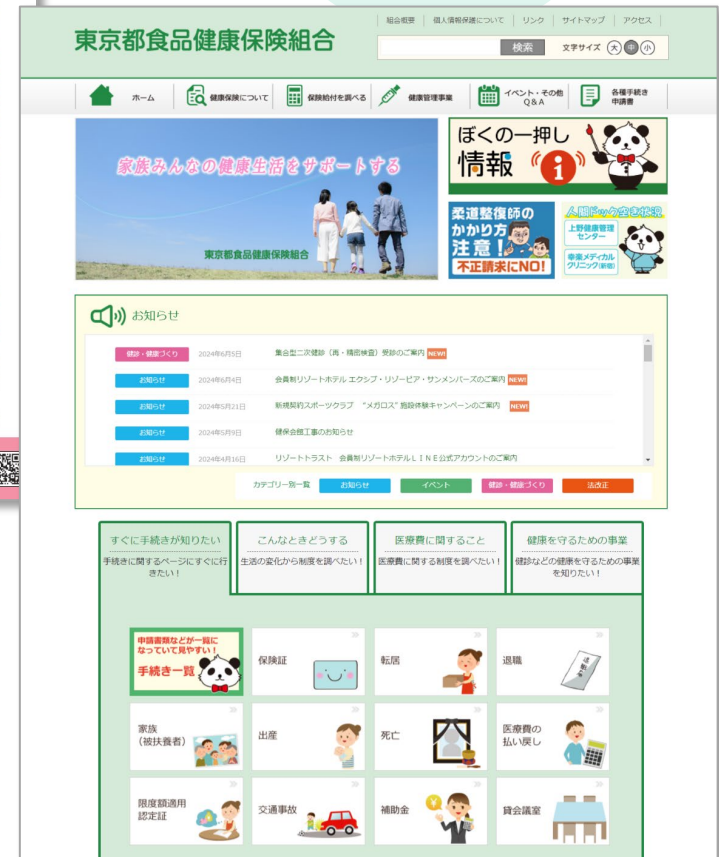 組合概要 個人情報保護について リンク サイトマップ アクセス
東京都食品健康保険組合
検索 文字サイズ 大 中 小
ホーム 健康保険について 保険給付を調べる 健康管理事業 イベント・その他 Q&A 各種手続き 申請書
家族みんなの健康生活をサポートする
東京都食品健康保険組合
ぼくの一押し
情報
柔道整復師の
かかり方
注意!
不正請求にNO!
人間ドック空き状況
上野健康管理
センター
幸楽メディカル
クリニック(新宿)
お知らせ
健診・健康づくり 2024年6月5日 集合型二次健診(再・精密検査)受診のご案内 NEW!
お知らせ 2024年6月4日 会員制リゾートホテル エクシブ・リゾーピア・サンメンバーズのご案内 NEW!
お知らせ 2024年5月21日 新規契約スポーツクラブ “メガロス”施設体験キャンペーンのご案内 NEW!
お知らせ 2024年5月9日 健保会館工事のお知らせ
お知らせ 2024年4月16日 リゾートトラスト 会員制リゾートホテルLINE公式アカウントのご案内
カテゴリー別一覧 お知らせ イベント 健診・健康づくり 法改正
すぐに手続きが知りたい
手続きに関するページにすぐに行
きたい!
こんなときどうする
生活の変化から制度を調べたい!
医療費に関すること
医療費に関する制度を調べたい!
健康を守るための事業
健診などの健康を守るための事業
を知りたい!
申請書類などが一覧に
なっていて見やすい!
手続き一覧
保険証
転居
退職
退職届
家族
(被扶養者)
出産
死亡
医療費の
払い戻し
限度額適用
認定証
交通事故
補助金
貸会議室